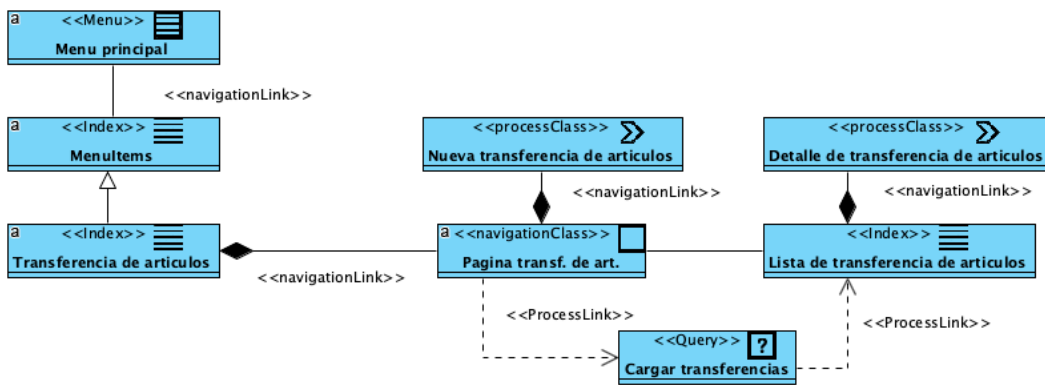 a <<Menu>>
Menu principal
<<navigationLink>>
a <<Index>>
MenuItems
<<processClass>>
Nueva transferencia de articulos
<<processClass>>
Detalle de transferencia de articulos
<<navigationLink>>
<<navigationLink>>
a <<Index>>
Transferencia de articulos
a <<navigationClass>>
Pagina transf. de art.
<<Index>>
Lista de transferencia de articulos
<<navigationLink>>
<<ProcessLink>>
<<ProcessLink>>
<<Query>> ?
Cargar transferencias